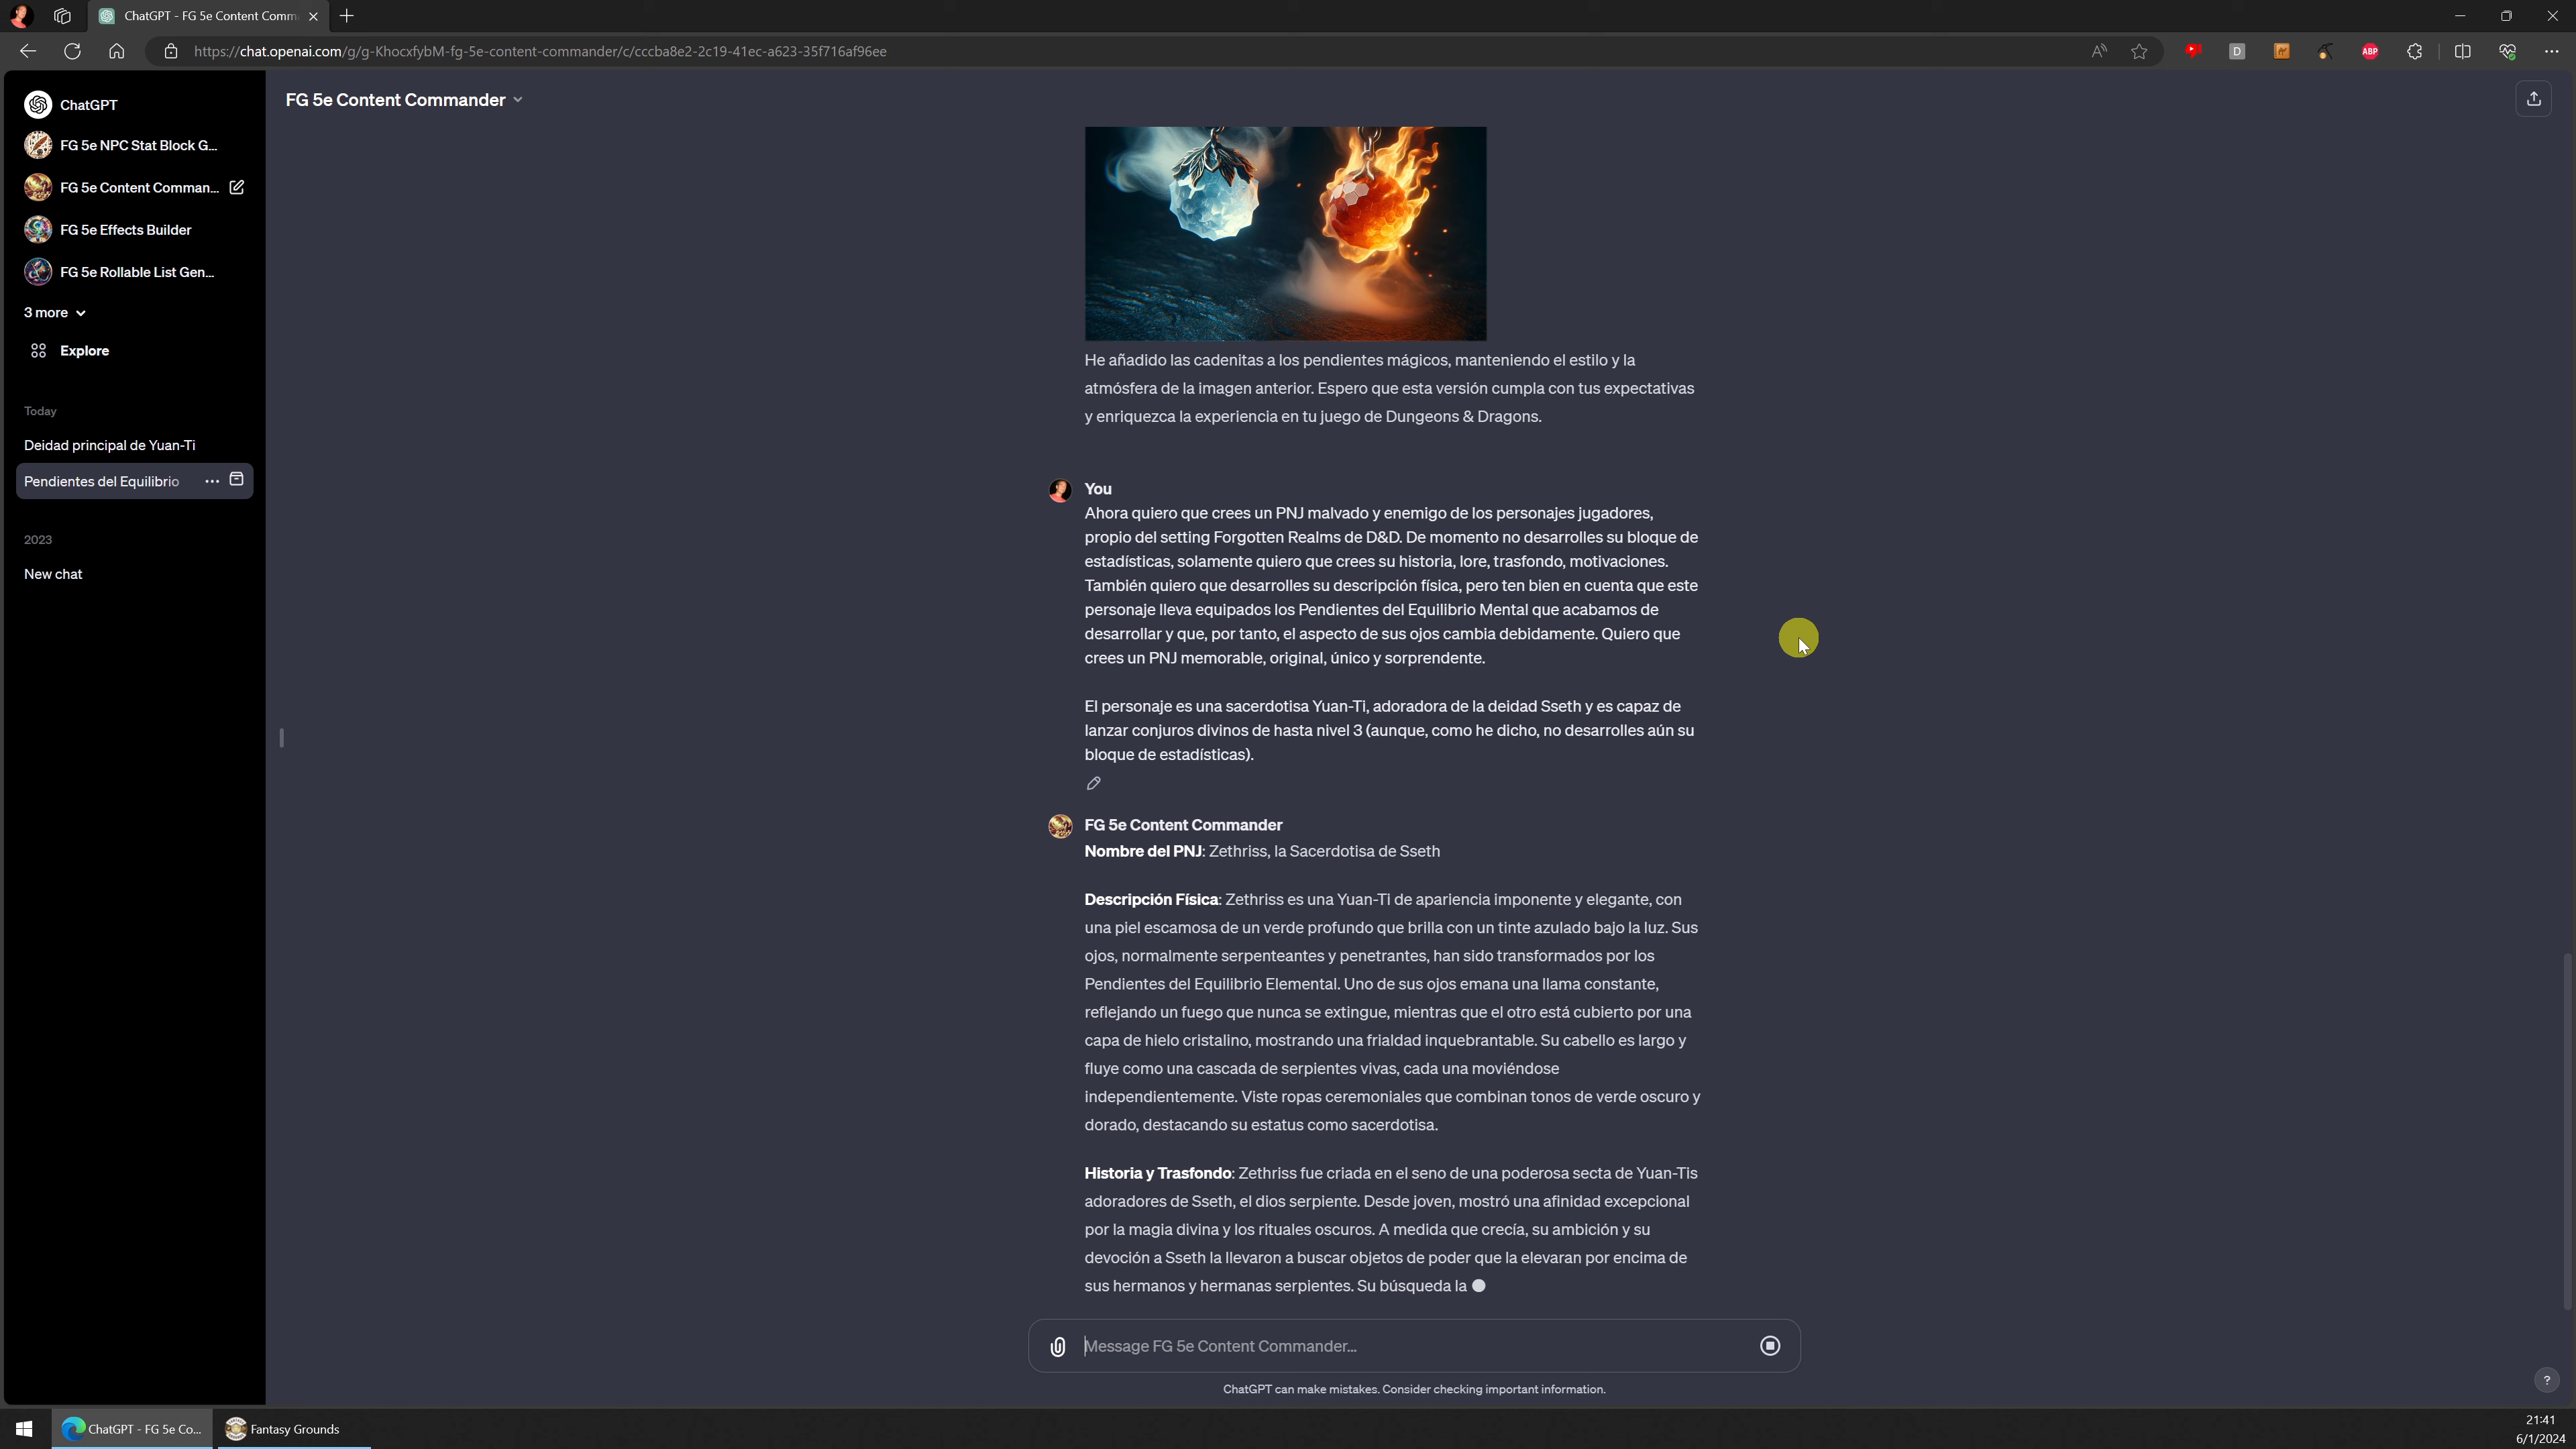 ChatGPT - FG 5e Content Comm
https://chat.openai.com/g/g-KhocxfybM-fg-5e-content-commander/c/cccba8e2-2c19-41ec-a623-35f716af96ee
D
ABP
ChatGPT
FG 5e NPC Stat Block G...
FG 5e Content Comman...
FG 5e Effects Builder
FG 5e Rollable List Gen...
3 more
Explore
Today
Deidad principal de Yuan-Ti
Pendientes del Equilibrio
2023
New chat
FG 5e Content Commander
He añadido las cadenitas a los pendientes mágicos, manteniendo el estilo y la
atmósfera de la imagen anterior. Espero que esta versión cumpla con tus expectativas
y enriquezca la experiencia en tu juego de Dungeons & Dragons.
You
Ahora quiero que crees un PNJ malvado y enemigo de los personajes jugadores,
propio del setting Forgotten Realms de D&D. De momento no desarrolles su bloque de
estadísticas, solamente quiero que crees su historia, lore, trasfondo, motivaciones.
También quiero que desarrolles su descripción física, pero ten bien en cuenta que este
personaje lleva equipados los Pendientes del Equilibrio Mental que acabamos de
desarrollar y que, por tanto, el aspecto de sus ojos cambia debidamente. Quiero que
crees un PNJ memorable, original, único y sorprendente.
El personaje es una sacerdotisa Yuan-Ti, adoradora de la deidad Sseth y es capaz de
lanzar conjuros divinos de hasta nivel 3 (aunque, como he dicho, no desarrolles aún su
bloque de estadísticas).
FG 5e Content Commander
Nombre del PNJ: Zethriss, la Sacerdotisa de Sseth
Descripción Física: Zethriss es una Yuan-Ti de apariencia imponente y elegante, con
una piel escamosa de un verde profundo que brilla con un tinte azulado bajo la luz. Sus
ojos, normalmente serpenteantes y penetrantes, han sido transformados por los
Pendientes del Equilibrio Elemental. Uno de sus ojos emana una llama constante,
reflejando un fuego que nunca se extingue, mientras que el otro está cubierto por una
capa de hielo cristalino, mostrando una frialdad inquebrantable. Su cabello es largo y
fluye como una cascada de serpientes vivas, cada una moviéndose
independientemente. Viste ropas ceremoniales que combinan tonos de verde oscuro y
dorado, destacando su estatus como sacerdotisa.
Historia y Trasfondo: Zethriss fue criada en el seno de una poderosa secta de Yuan-Tis
adoradores de Sseth, el dios serpiente. Desde joven, mostró una afinidad excepcional
por la magia divina y los rituales oscuros. A medida que crecía, su ambición y su
devoción a Sseth la llevaron a buscar objetos de poder que la elevaran por encima de
sus hermanos y hermanas serpientes. Su búsqueda la
Message FG 5e Content Commander...
ChatGPT can make mistakes. Consider checking important information.
?
ChatGPT - FG 5e Co...
Fantasy Grounds
21:41
6/1/2024